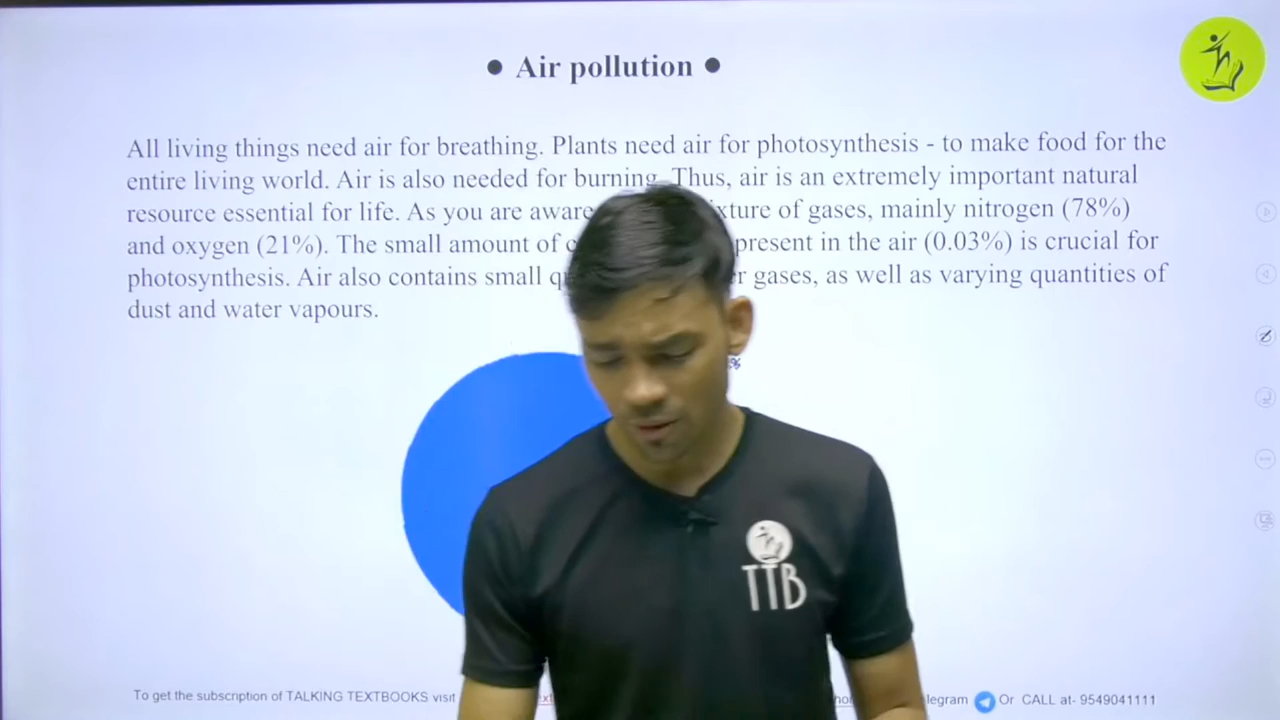 ● Air pollution ●
All living things need air for breathing. Plants need air for photosynthesis - to make food for the
entire living world. Air is also needed for burning. Thus, air is an extremely important natural
resource essential for life. As you are aware of gases, mainly nitrogen (78%)
and oxygen (21%). The small amount of present in the air (0.03%) is crucial for
photosynthesis. Air also contains small gases, as well as varying quantities of
dust and water vapours.
TTB
To get the subscription of TALKING TEXTBOOKS visit Or CALL at- 9549041111